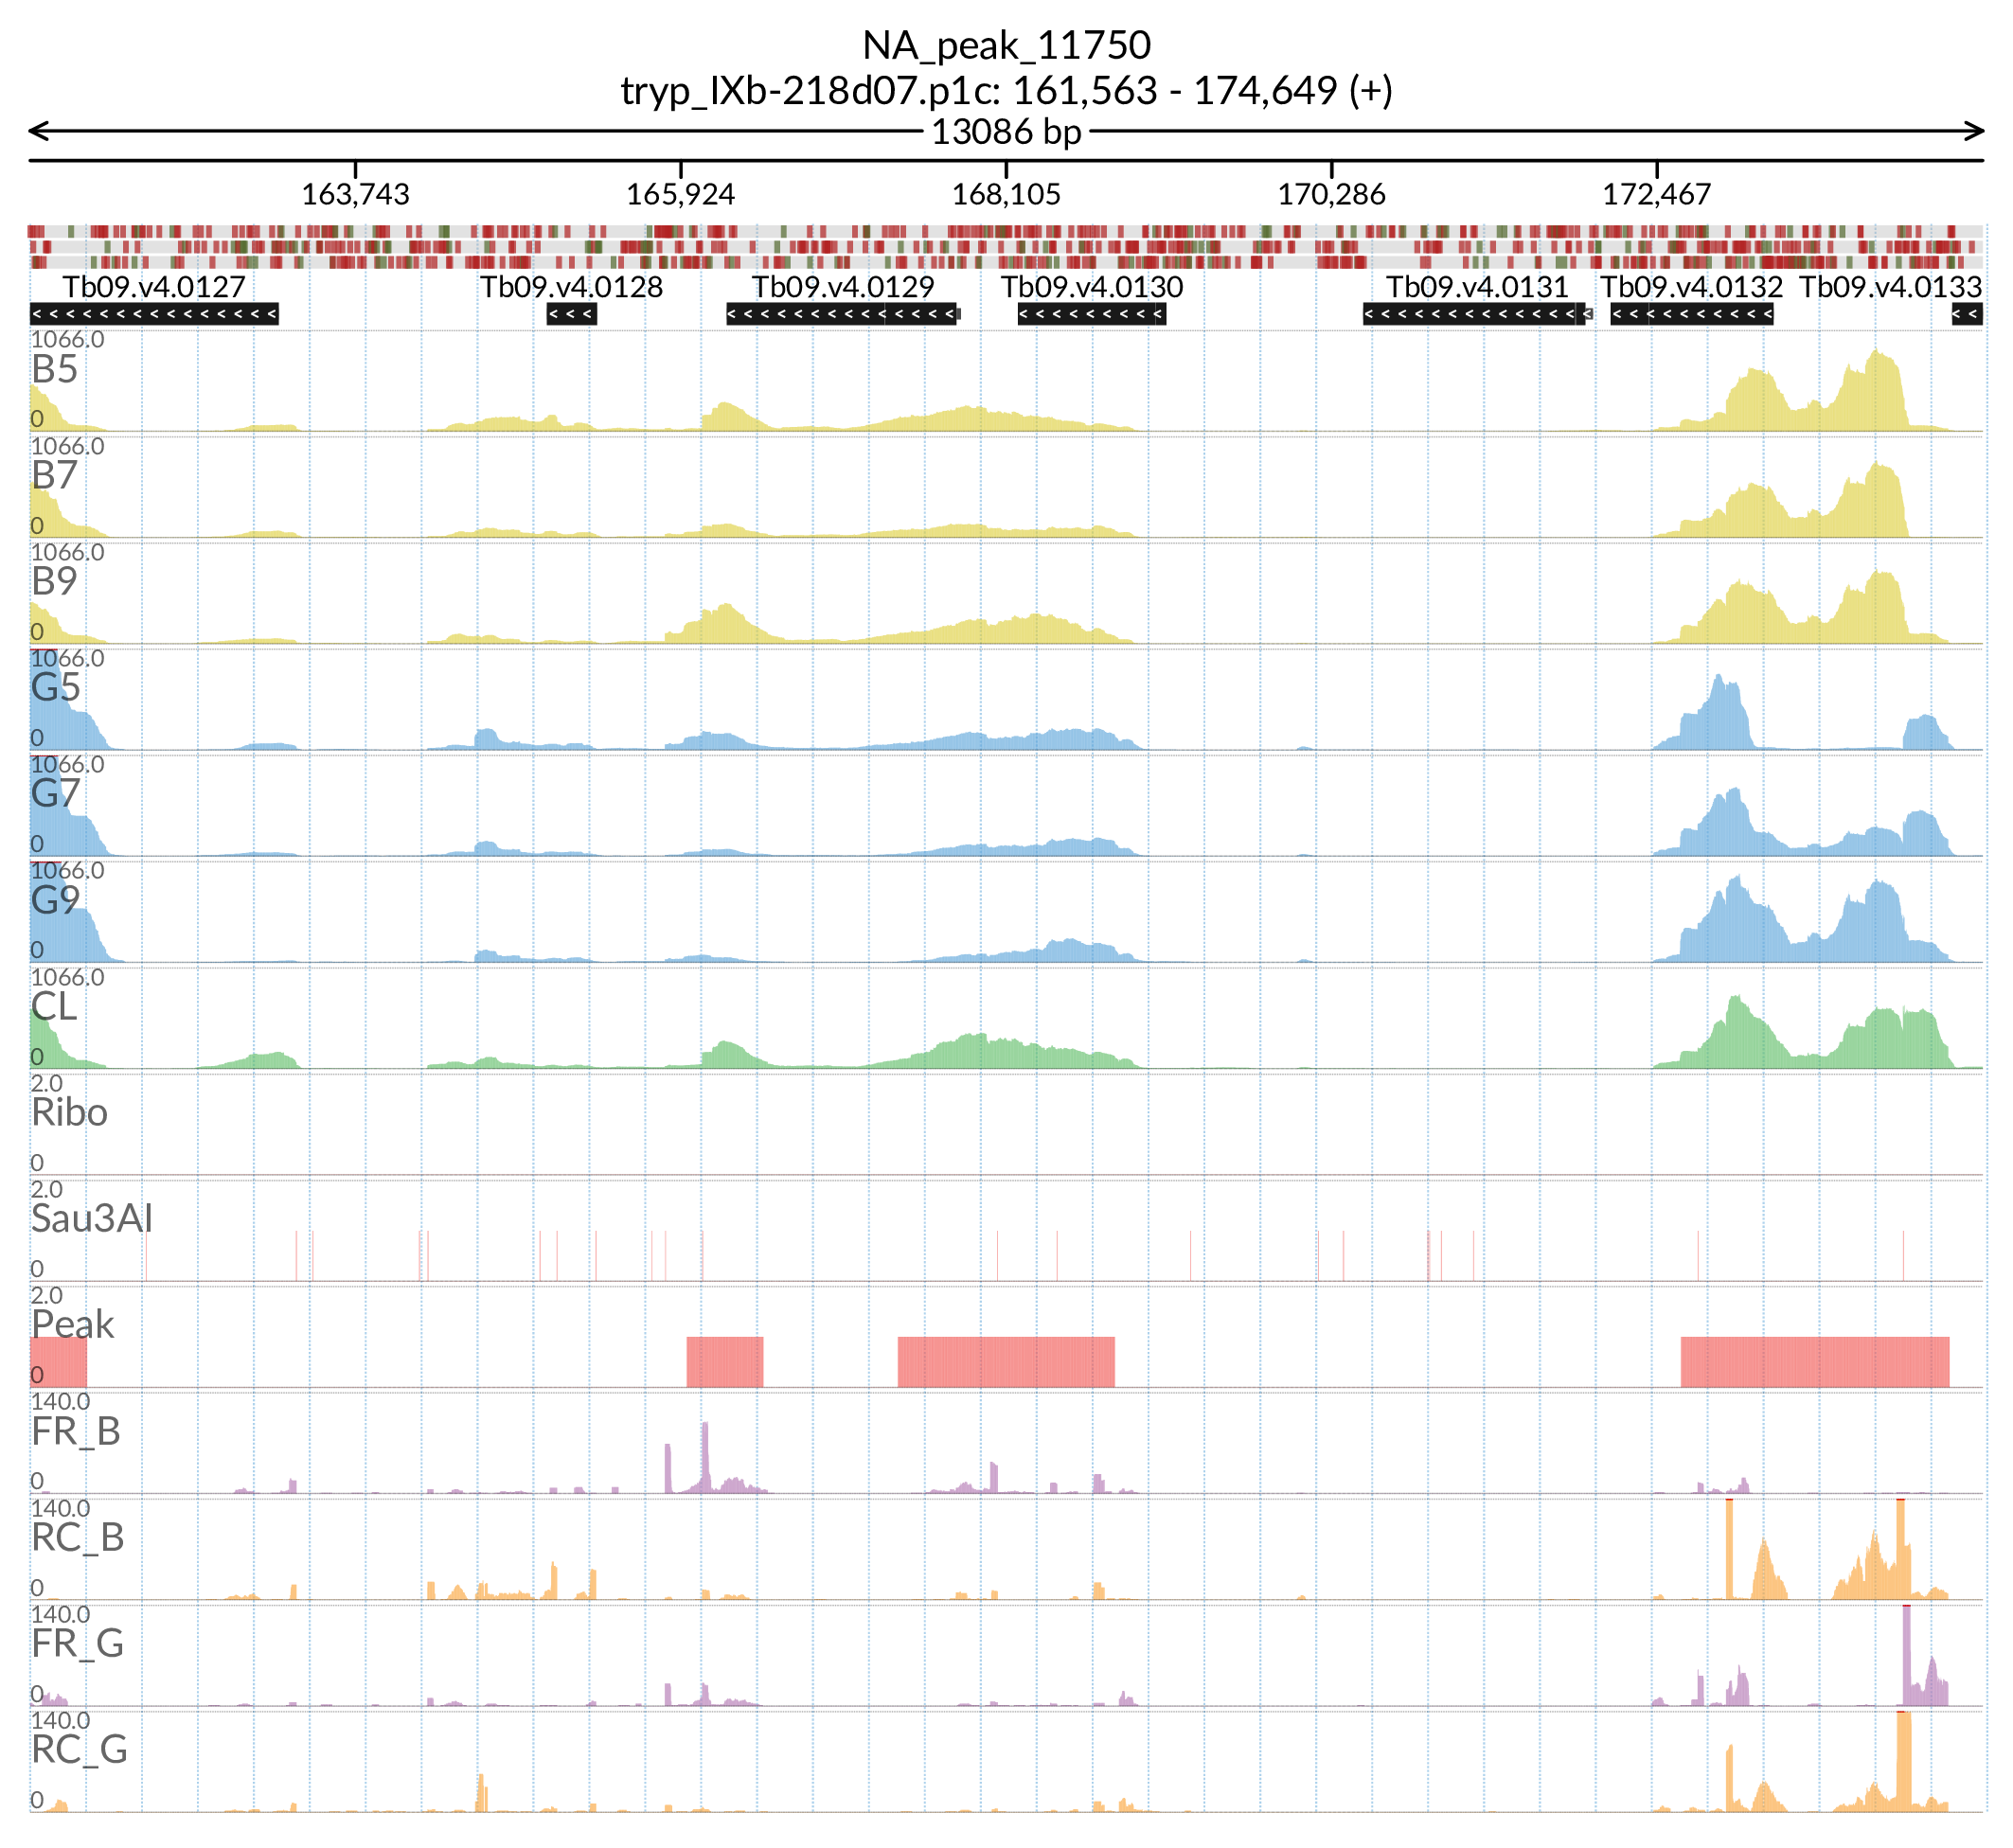 NA_peak_11750
tryp_IXb-218d07.p1c: 161,563 - 174,649 (+)
13086 bp
163,743 165,924 168,105 170,286 172,467
Tb09.v4.0127 Tb09.v4.0128 Tb09.v4.0129 Tb09.v4.0130 Tb09.v4.0131 Tb09.v4.0132 Tb09.v4.0133
1066.0
B5
0
1066.0
B7
0
1066.0
B9
0
1066.0
G5
0
1066.0
G7
0
1066.0
G9
0
1066.0
CL
0
2.0
Ribo
0
2.0
Sau3AI
0
2.0
Peak
0
140.0
FR_B
0
140.0
RC_B
0
140.0
FR_G
0
140.0
RC_G
0